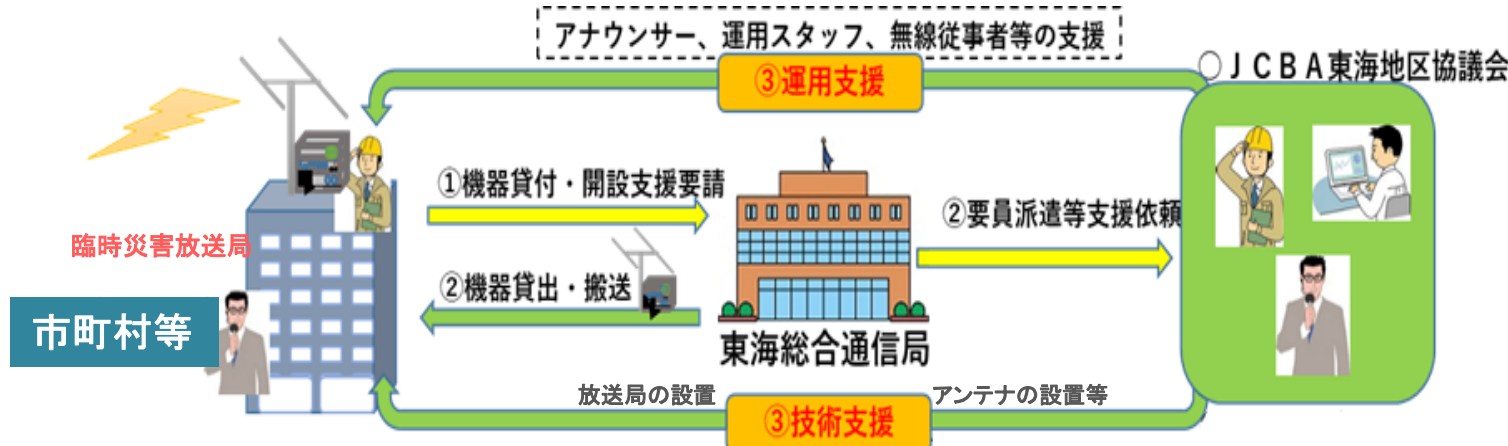 アナウンサー、運用スタッフ、無線従事者等の支援
③運用支援
○ＪＣＢＡ東海地区協議会
①機器貸付・開設支援要請
②要員派遣等支援依頼
臨時災害放送局
②機器貸出・搬送
市町村等
東海総合通信局
放送局の設置
アンテナの設置等
③技術支援